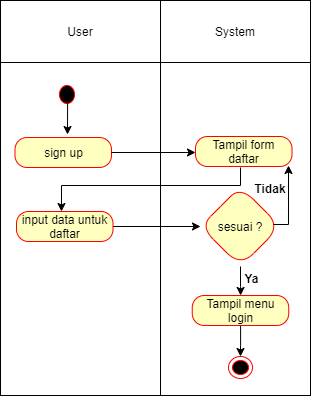 User
System
sign up
Tampil form
daftar
Tidak
input data untuk
daftar
sesuai ?
Ya
Tampil menu
login